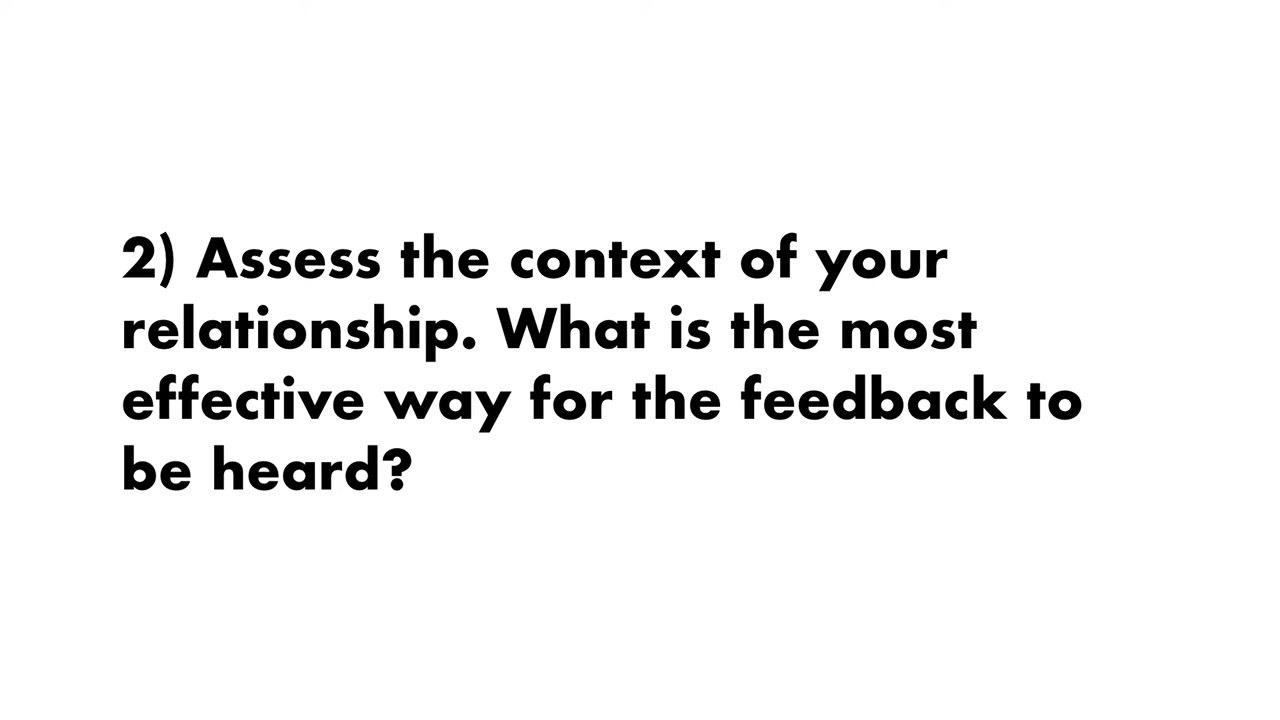 2) Assess the context of your
relationship. What is the most
effective way for the feedback to
be heard?